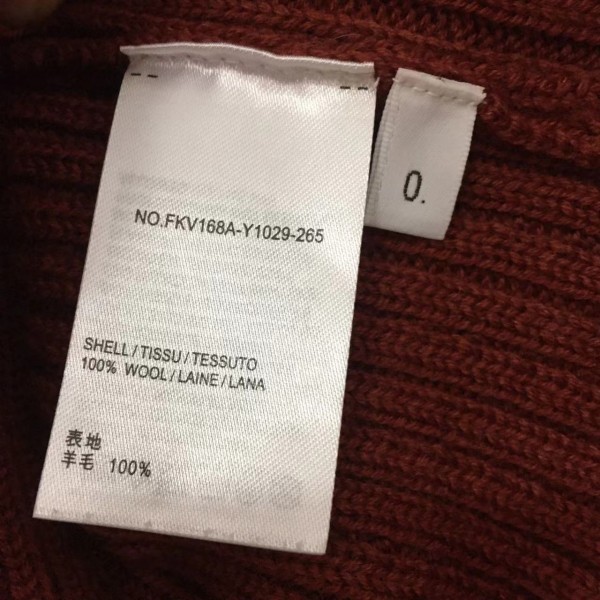 0.
NO.FKV168A-Y1029-265
SHELL / TISSU / TESSUTO
100% WOOL / LAINE / LANA
表地
羊毛 100%